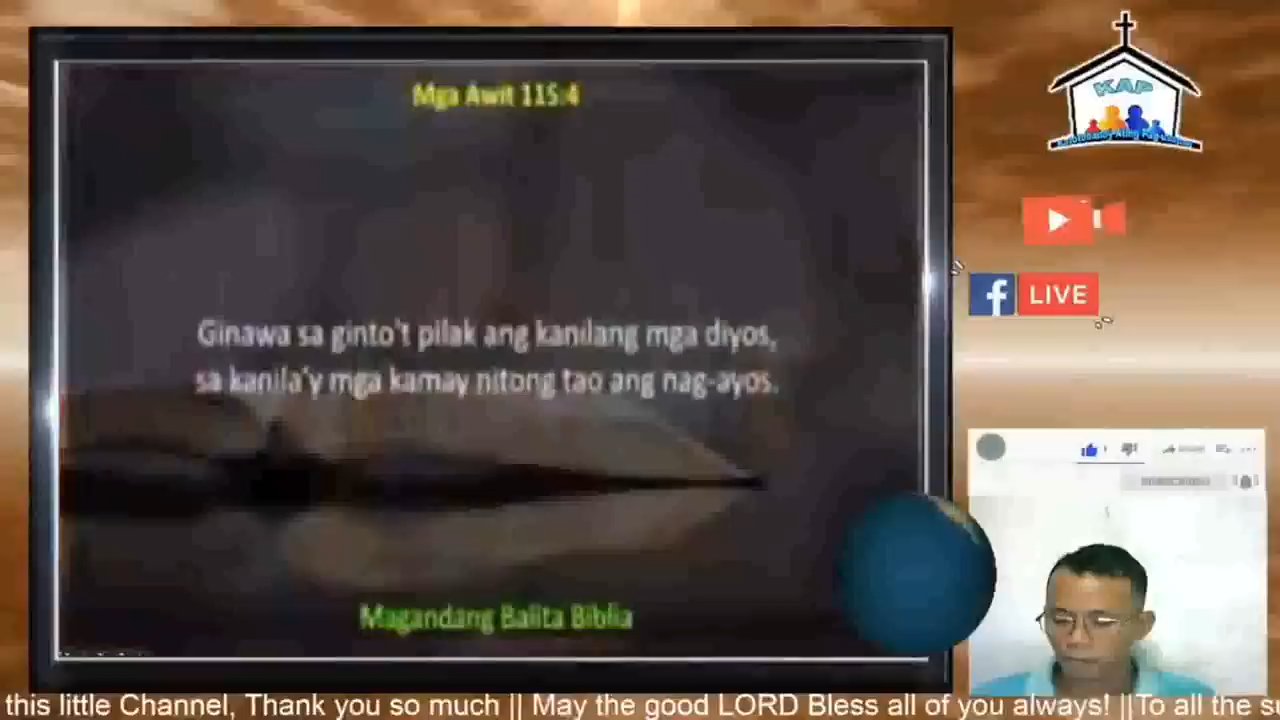 Mga Awit 115:4
KAP
LIVE
Ginawa sa ginto't pilak ang kanilang mga diyos,
sa kanila'y mga kamay nitong tao ang nag-ayos.
Magandang Balita Biblia
this little Channel, Thank you so much || May the good LORD Bless all of you always! ||To all the su